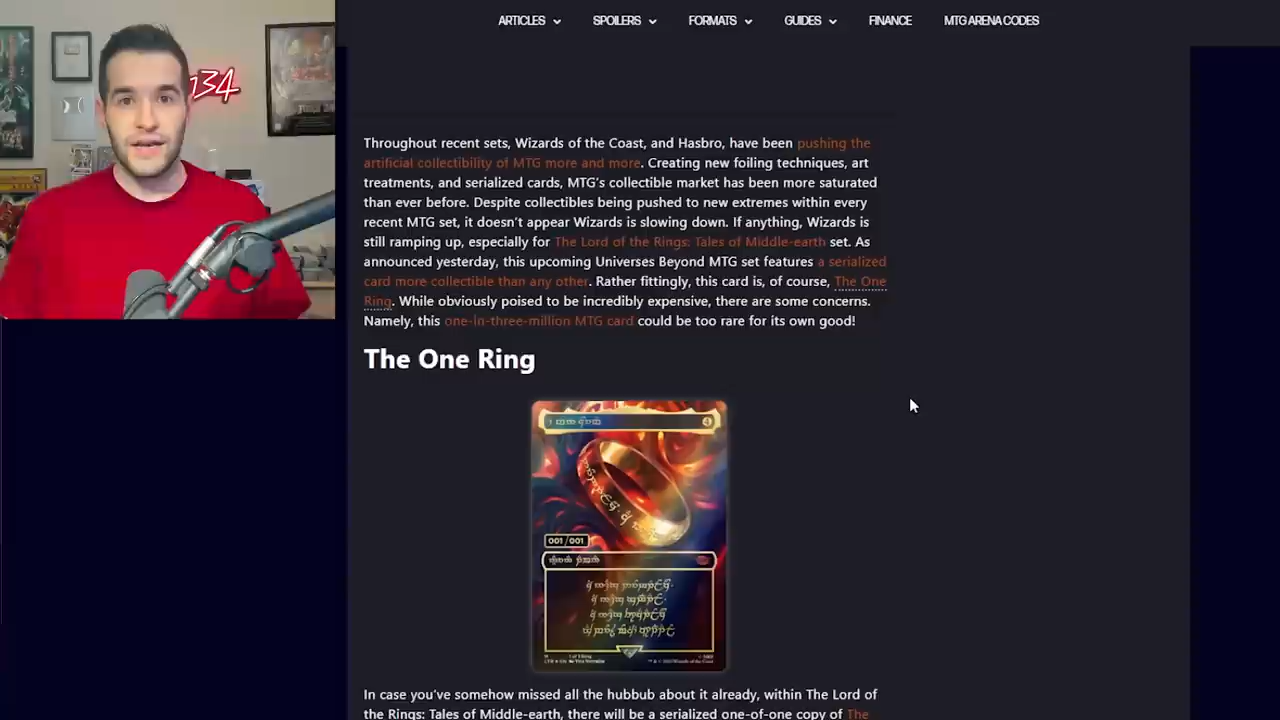 ARTICLES SPOILERS FORMATS GUIDES FINANCE MTG ARENA CODES
134
Throughout recent sets, Wizards of the Coast, and Hasbro, have been pushing the
artificial collectibility of MTG more and more. Creating new foiling techniques, art
treatments, and serialized cards, MTG's collectible market has been more saturated
than ever before. Despite collectibles being pushed to new extremes within every
recent MTG set, it doesn't appear Wizards is slowing down. If anything, Wizards is
still ramping up, especially for The Lord of the Rings: Tales of Middle-earth set. As
announced yesterday, this upcoming Universes Beyond MTG set features a serialized
card more collectible than any other. Rather fittingly, this card is, of course, The One
Ring. While obviously poised to be incredibly expensive, there are some concerns.
Namely, this one-in-three-million MTG card could be too rare for its own good!
The One Ring
4
001/001
In case you've somehow missed all the hubbub about it already, within The Lord of
the Rings: Tales of Middle-earth, there will be a serialized one-of-one copy of The